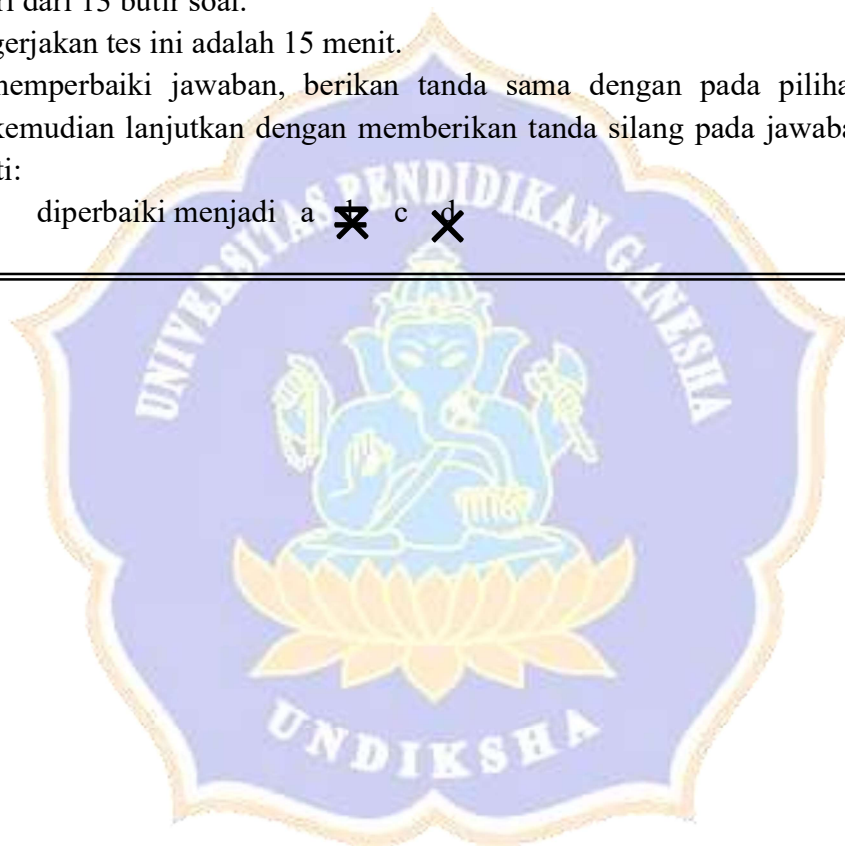 ri dari 13 butir soal.
gerjakan tes ini adalah 15 menit.
memperbaiki jawaban, berikan tanda sama dengan pada piliha
kemudian lanjutkan dengan memberikan tanda silang pada jawaba
ti:
diperbaiki menjadi a b c d
UNIVERSITAS PENDIDIKAN GANESHA
UNDIKSHA